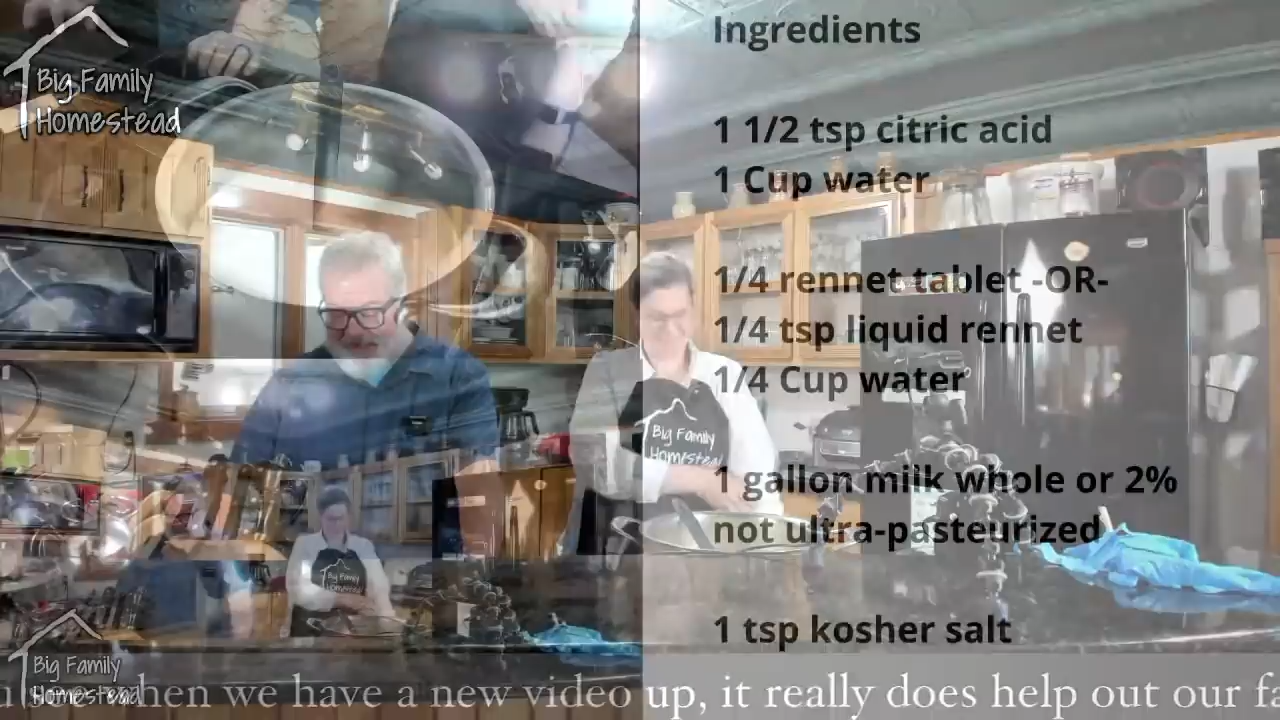 Big Family
Homestead
Ingredients
1 1/2 tsp citric acid
1 Cup water
1/4 rennet tablet -OR-
1/4 tsp liquid rennet
1/4 Cup water
1 gallon milk whole or 2%
not ultra-pasteurized
1 tsp kosher salt
Big Family
Homestead
Big Family
Homestead
Big Family
Homestead
when we have a new video up, it really does help out our